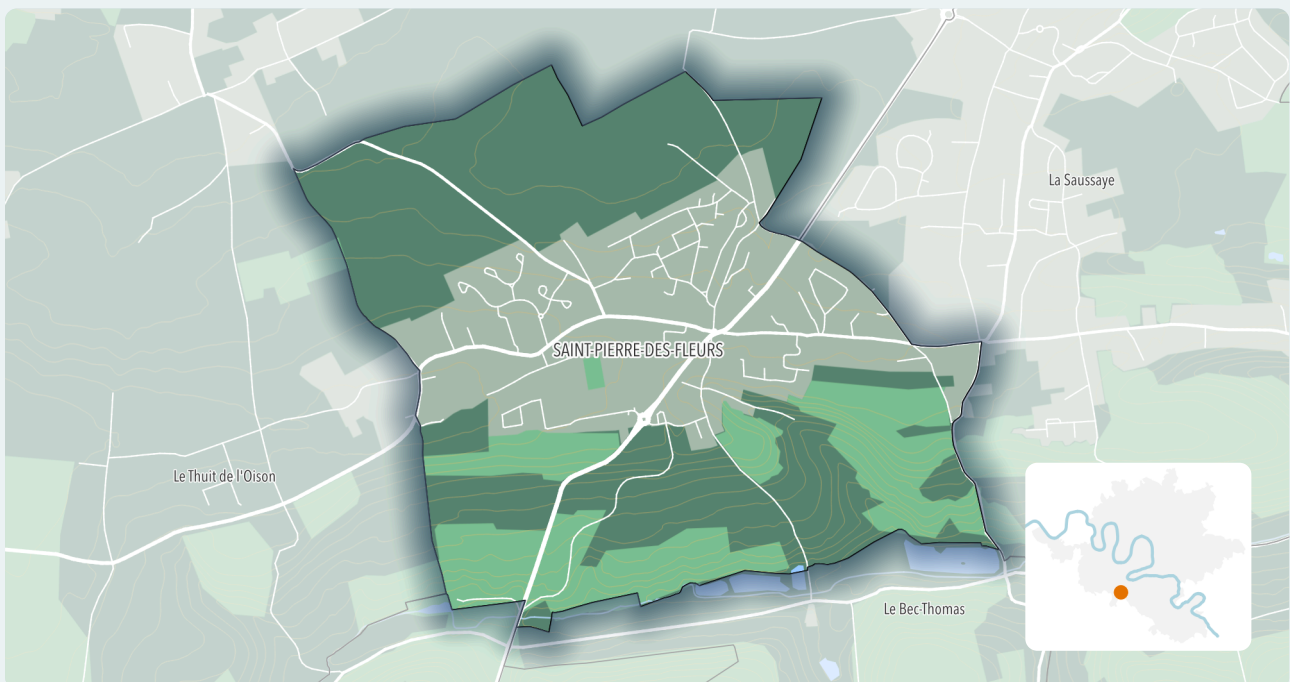 La Saussaye
SAINT-PIERRE-DES-FLEURS
Le Thuit de l'Oison
Le Bec-Thomas